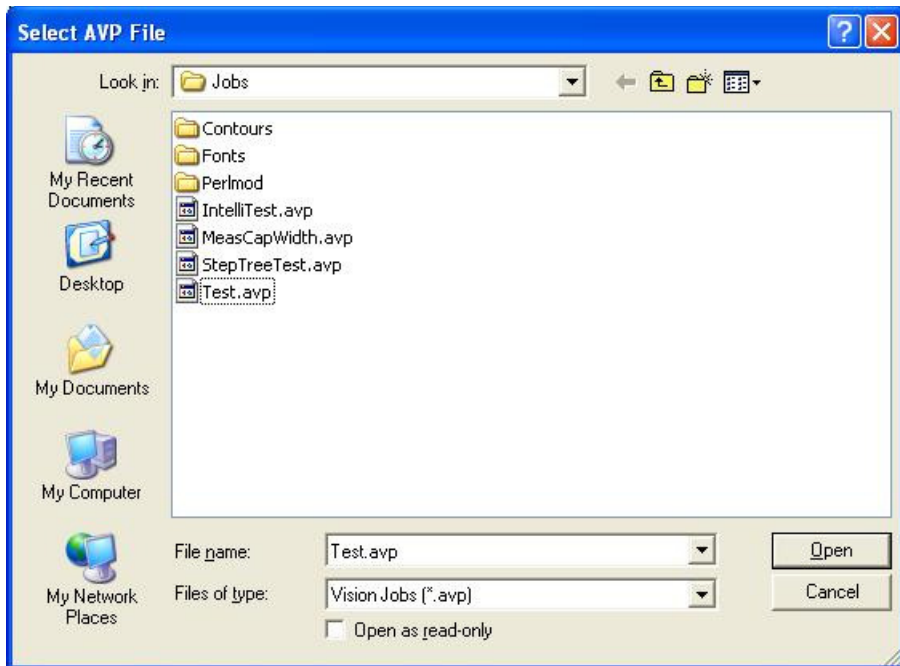 Select AVP File
Look in: Jobs
My Recent
Documents
Desktop
My Documents
My Computer
My Network
Places
Contours
Fonts
Perlmod
IntelliTest.avp
MeasCapWidth.avp
StepTreeTest.avp
Test.avp
File name: Test.avp Open
Files of type: Vision Jobs (*.avp) Cancel
Open as read-only